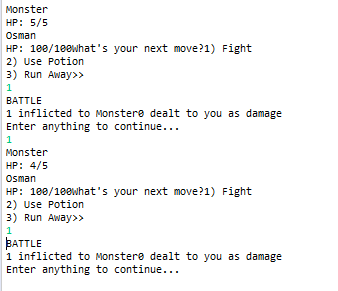 Monster
HP: 5/5
Osman
HP: 100/100What's your next move?1) Fight
2) Use Potion
3) Run Away>>
1
BATTLE
1 inflicted to Monster0 dealt to you as damage
Enter anything to continue...
1
Monster
HP: 4/5
Osman
HP: 100/100What's your next move?1) Fight
2) Use Potion
3) Run Away>>
1
BATTLE
1 inflicted to Monster0 dealt to you as damage
Enter anything to continue...